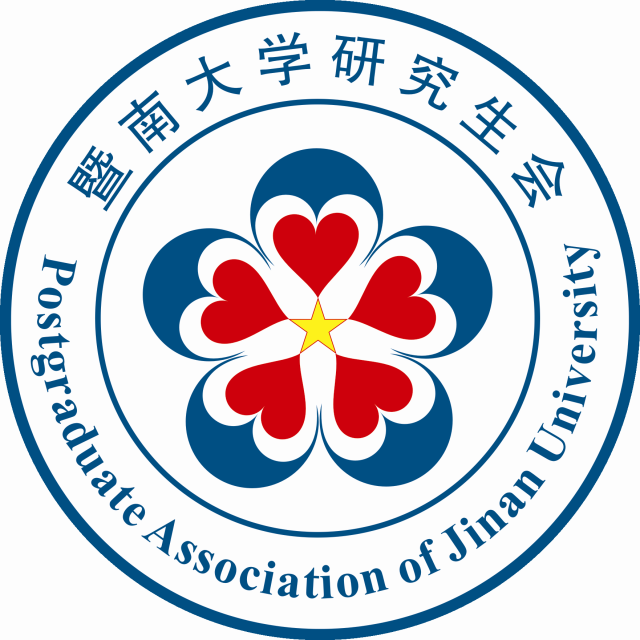 暨南大学研究生会
Postgraduate Association of Jinan University